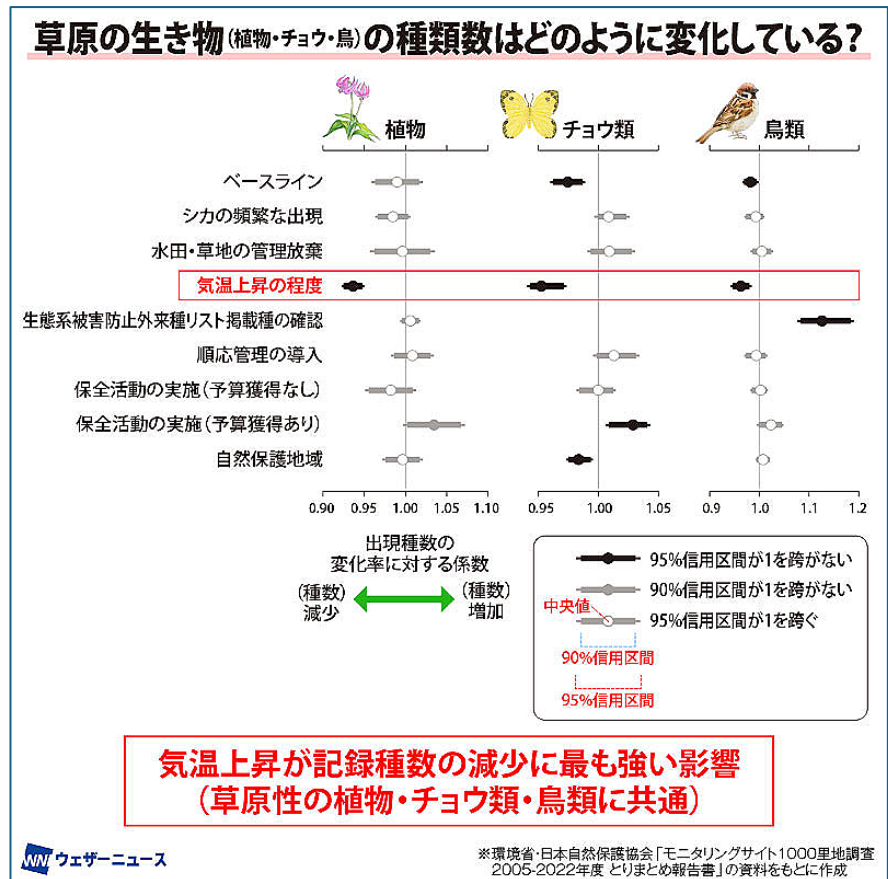 草原の生き物(植物・チョウ・鳥)の種類数はどのように変化している?
植物
チョウ類
鳥類
ベースライン
シカの頻繁な出現
水田・草地の管理放棄
気温上昇の程度
生態系被害防止外来種リスト掲載種の確認
順応管理の導入
保全活動の実施(予算獲得なし)
保全活動の実施(予算獲得あり)
自然保護地域
0.90 0.95 1.00 1.05 1.10
0.95 1.00 1.05
0.9 1.0 1.1 1.2
出現種数の
変化率に対する係数
(種数)
減少
(種数)
増加
95%信用区間が1を跨がない
90%信用区間が1を跨がない
中央値
95%信用区間が1を跨ぐ
90%信用区間
95%信用区間
気温上昇が記録種数の減少に最も強い影響
(草原性の植物・チョウ類・鳥類に共通)
WN ウェザーニュース
※環境省・日本自然保護協会「モニタリングサイト1000里地調査
2005-2022年度 とりまとめ報告書」の資料をもとに作成